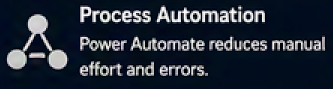 Process Automation
Power Automate reduces manual
effort and errors.